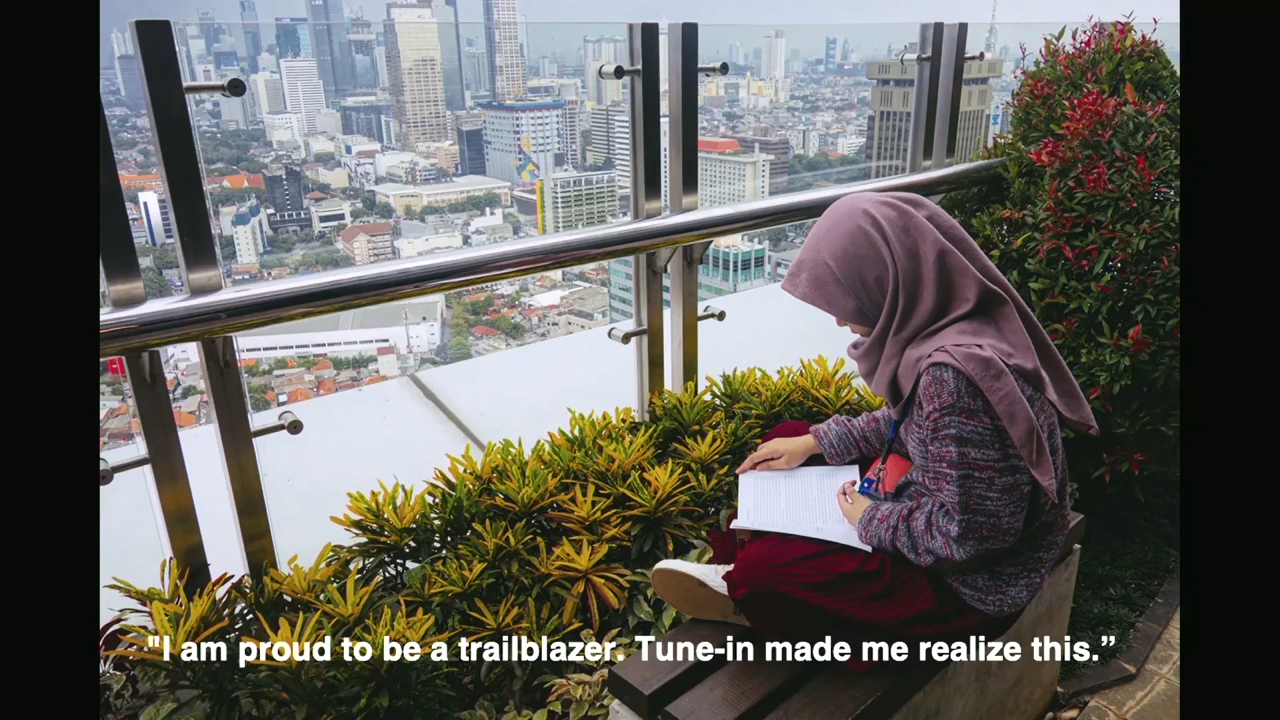 "I am proud to be a trailblazer. Tune-in made me realize this.”